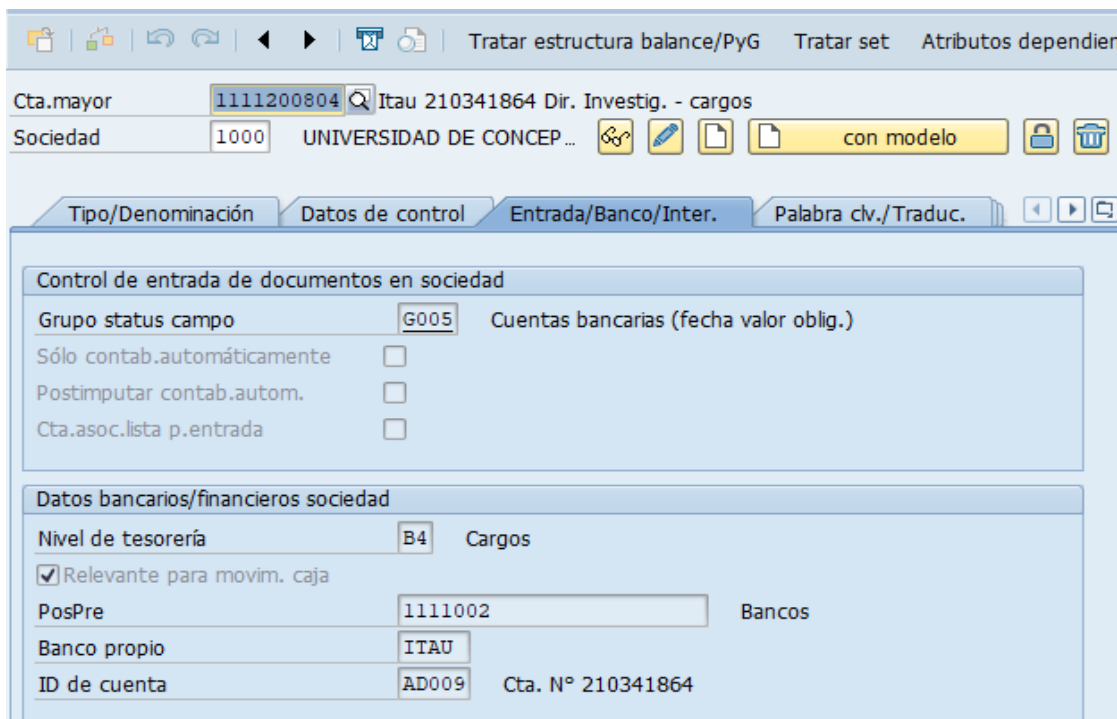 Tratar estructura balance/PyG Tratar set Atributos dependien
Cta.mayor 1111200804 Itau 210341864 Dir. Investig. - cargos
Sociedad 1000 UNIVERSIDAD DE CONCEP… con modelo
Tipo/Denominación Datos de control Entrada/Banco/Inter. Palabra clv./Traduc.
Control de entrada de documentos en sociedad
Grupo status campo G005 Cuentas bancarias (fecha valor oblig.)
Sólo contab.automáticamente
Postimputar contab.autom.
Cta.asoc.lista p.entrada
Datos bancarios/financieros sociedad
Nivel de tesorería B4 Cargos
Relevante para movim. caja
PosPre 1111002 Bancos
Banco propio ITAU
ID de cuenta AD009 Cta. N° 210341864